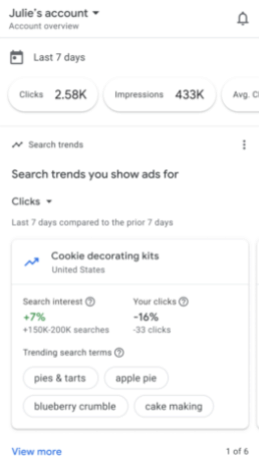 Julie's account
Account overview
Last 7 days
Clicks 2.58K Impressions 433K Avg. C
Search trends
Search trends you show ads for
Clicks
Last 7 days compared to the prior 7 days
Cookie decorating kits
United States
Search interest Your clicks
+7% -16%
+150K-200K searches -33 clicks
Trending search terms
pies & tarts apple pie
blueberry crumble cake making
View more 1 of 6